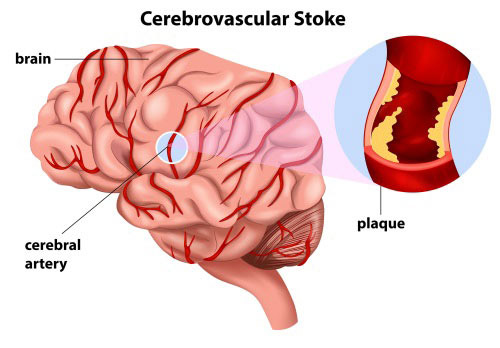 Cerebrovascular Stoke
brain
cerebral
artery
plaque